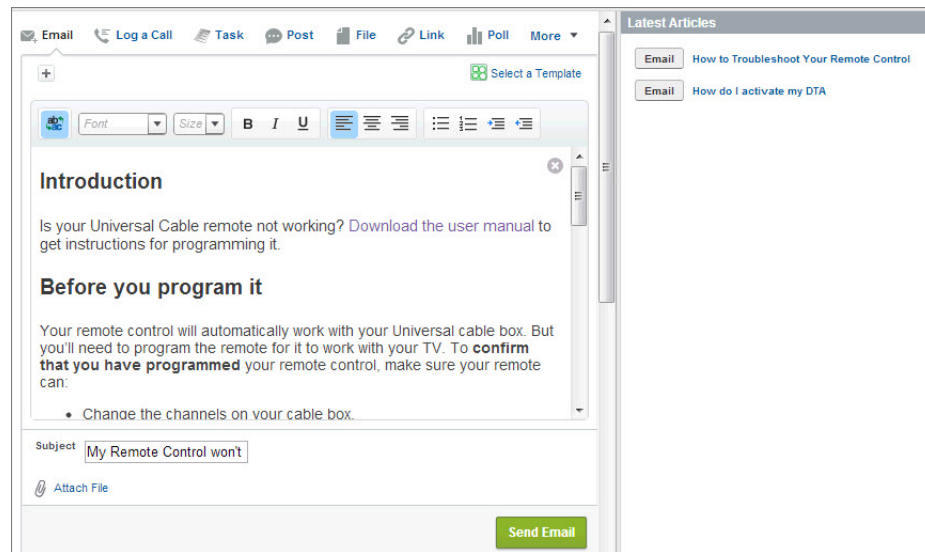 Email Log a Call Task Post File Link Poll More
Select a Template
Font Size B I U
Introduction
Is your Universal Cable remote not working? Download the user manual to
get instructions for programming it.
Before you program it
Your remote control will automatically work with your Universal cable box. But
you'll need to program the remote for it to work with your TV. To confirm
that you have programmed your remote control, make sure your remote
can:
• Change the channels on your cable box.
Subject My Remote Control won't
Attach File
Send Email
Latest Articles
Email How to Troubleshoot Your Remote Control
Email How do I activate my DTA